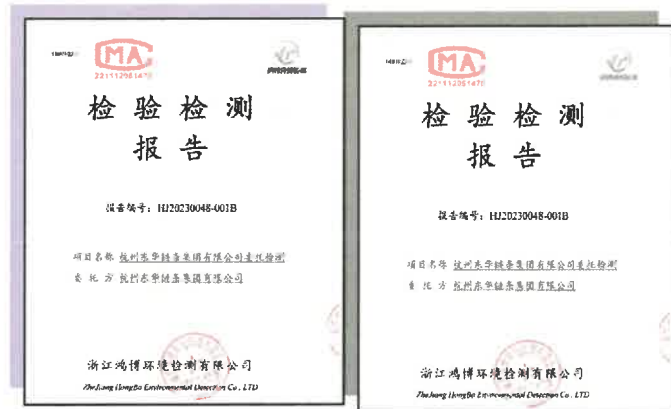 MA
221112051470
检验检测
报告
报告编号：HJ20230048-001B
项目名称 杭州东华链条集团有限公司委托检测
委托方 杭州东华链条集团有限公司
浙江鸿博环境检测有限公司
ZheJiang HongBo Environmental Detection Co., LTD
MA
221112051470
检验检测
报告
报告编号：HJ20230048-001B
项目名称 杭州东华链条集团有限公司委托检测
委托方 杭州东华链条集团有限公司
浙江鸿博环境检测有限公司
ZheJiang HongBo Environmental Detection Co., LTD